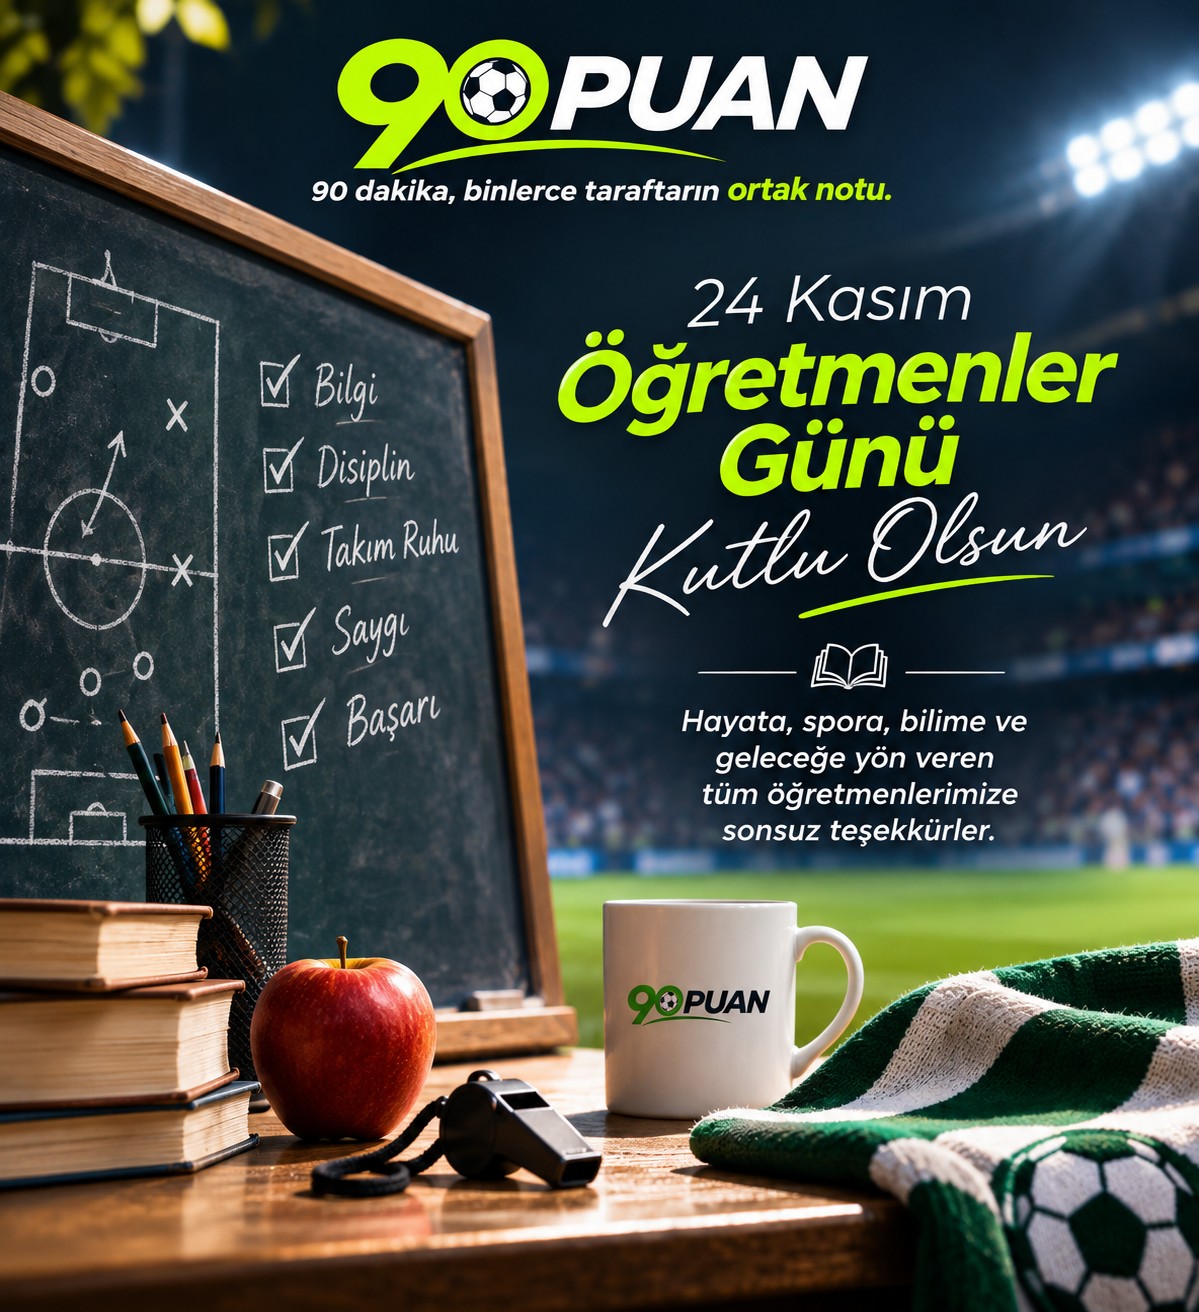 90PUAN
90 dakika, binlerce taraftarın ortak notu.
24 Kasım
Öğretmenler
Günü
Kutlu Olsun
Hayata, spora, bilime ve
geleceğe yön veren
tüm öğretmenlerimize
sonsuz teşekkürler.
Bilgi
Disiplin
Takım Ruhu
Saygı
Başarı
90PUAN